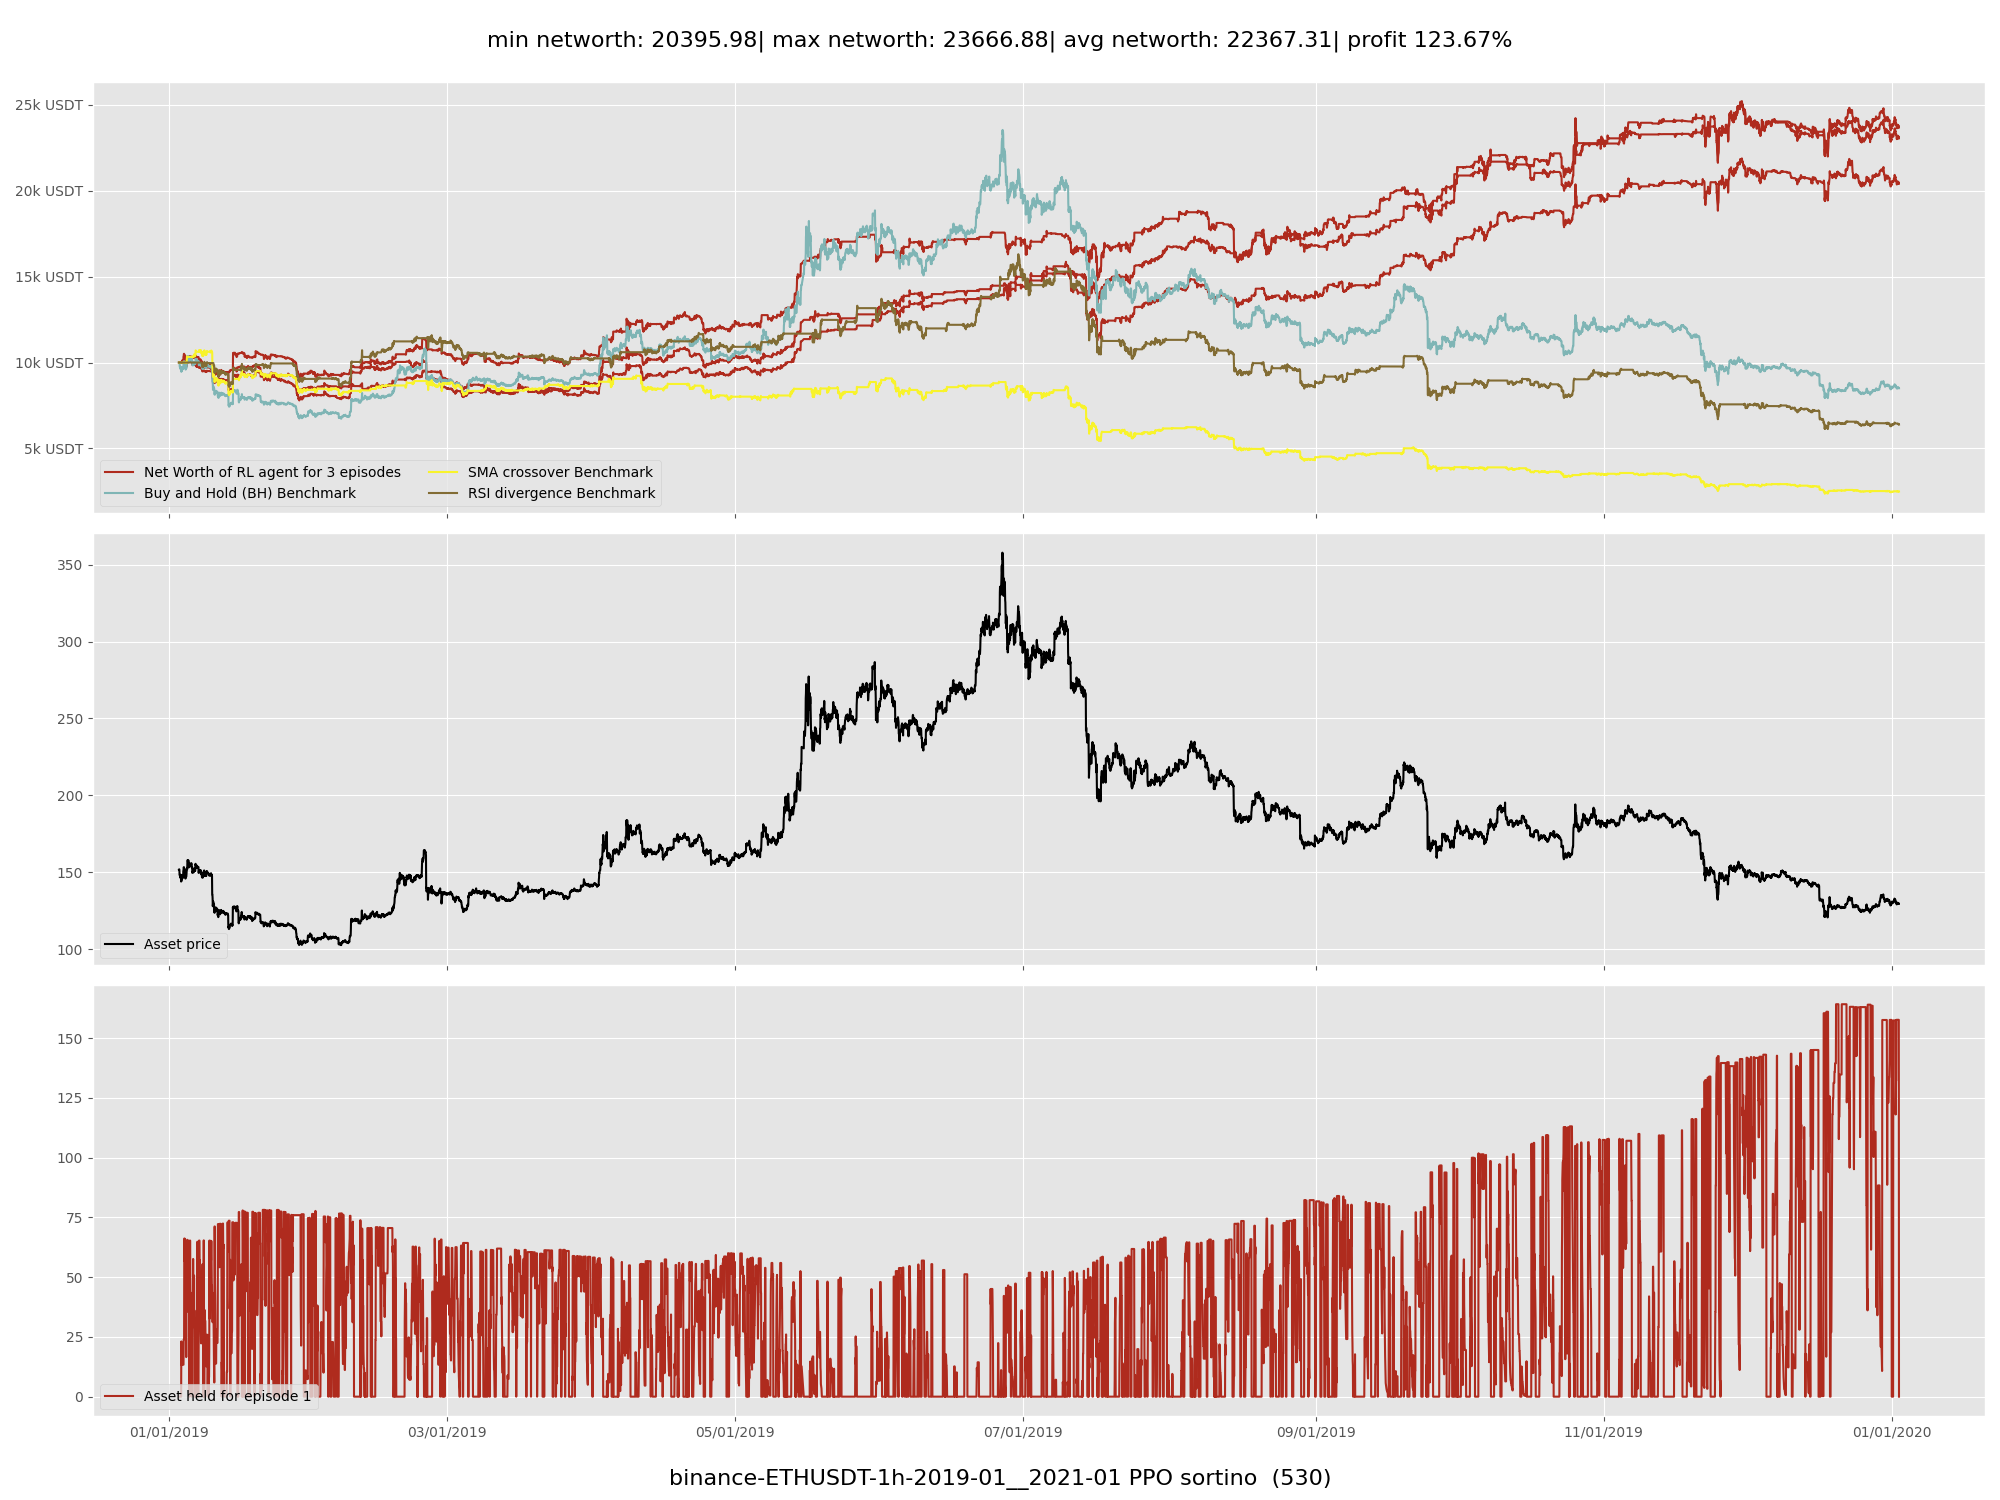 min networth: 20395.98| max networth: 23666.88| avg networth: 22367.31| profit 123.67%
25k USDT
20k USDT
15k USDT
10k USDT
5k USDT
Net Worth of RL agent for 3 episodes
Buy and Hold (BH) Benchmark
SMA crossover Benchmark
RSI divergence Benchmark
350
300
250
200
150
100
Asset price
150
125
100
75
50
25
0
Asset held for episode 1
01/01/2019 03/01/2019 05/01/2019 07/01/2019 09/01/2019 11/01/2019 01/01/2020
binance-ETHUSDT-1h-2019-01__2021-01 PPO sortino (530)